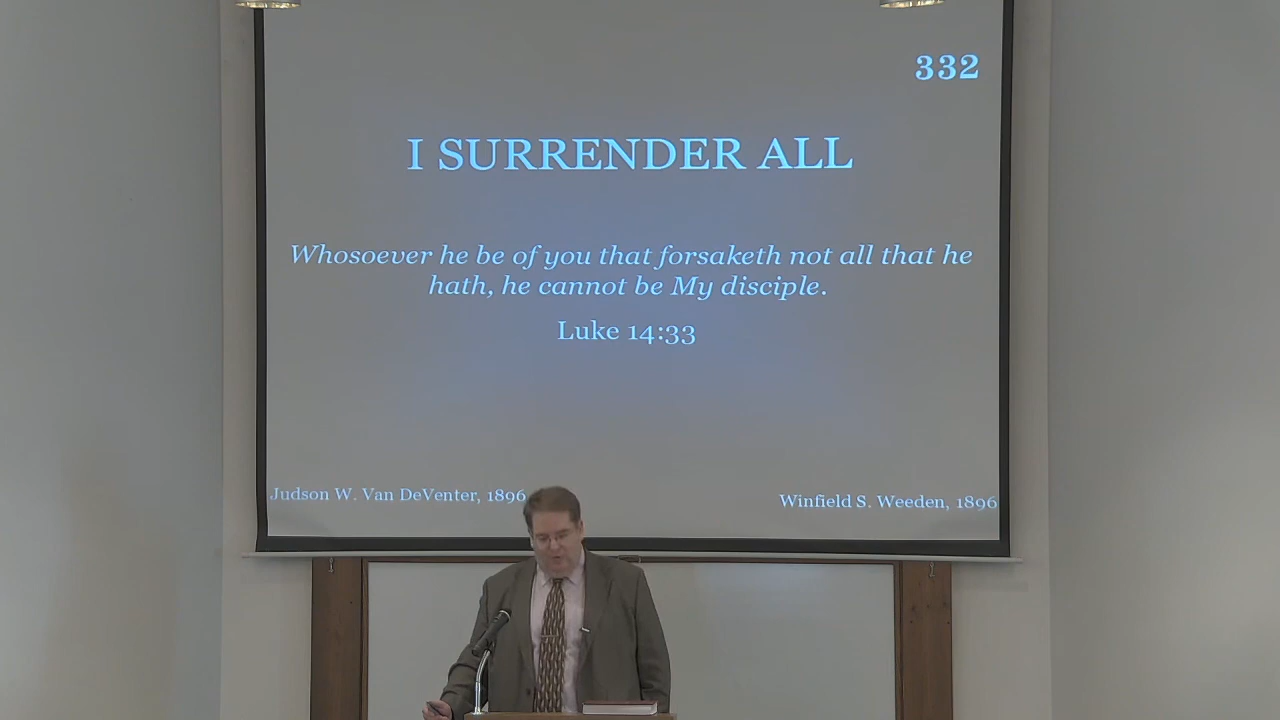 332
I SURRENDER ALL
Whosoever he be of you that forsaketh not all that he
hath, he cannot be My disciple.
Luke 14:33
Judson W. Van DeVenter, 1896
Winfield S. Weeden, 1896